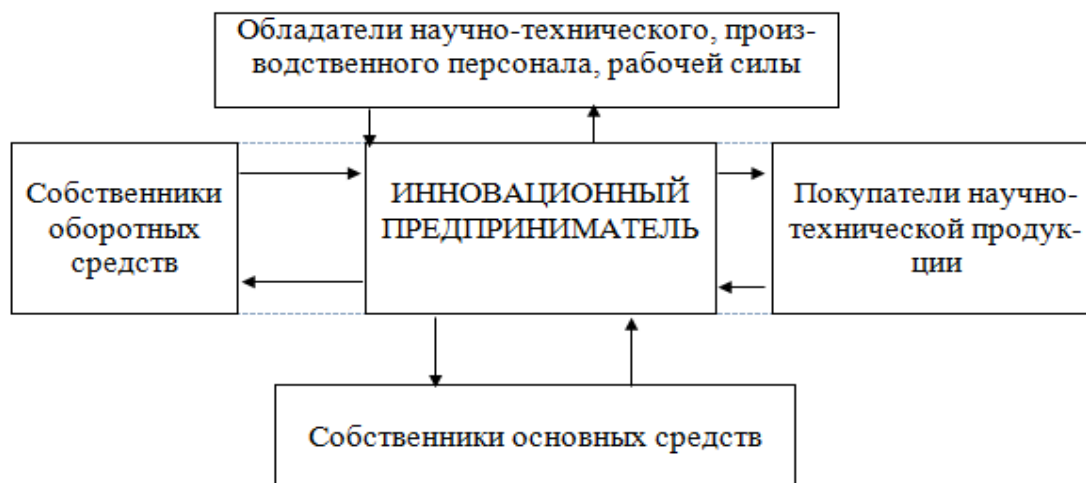 Обладатели научно-технического, произ-
водственного персонала, рабочей силы
Собственники
оборотных
средств
ИННОВАЦИОННЫЙ
ПРЕДПРИНИМАТЕЛЬ
Покупатели научно-
технической продук-
ции
Собственники основных средств